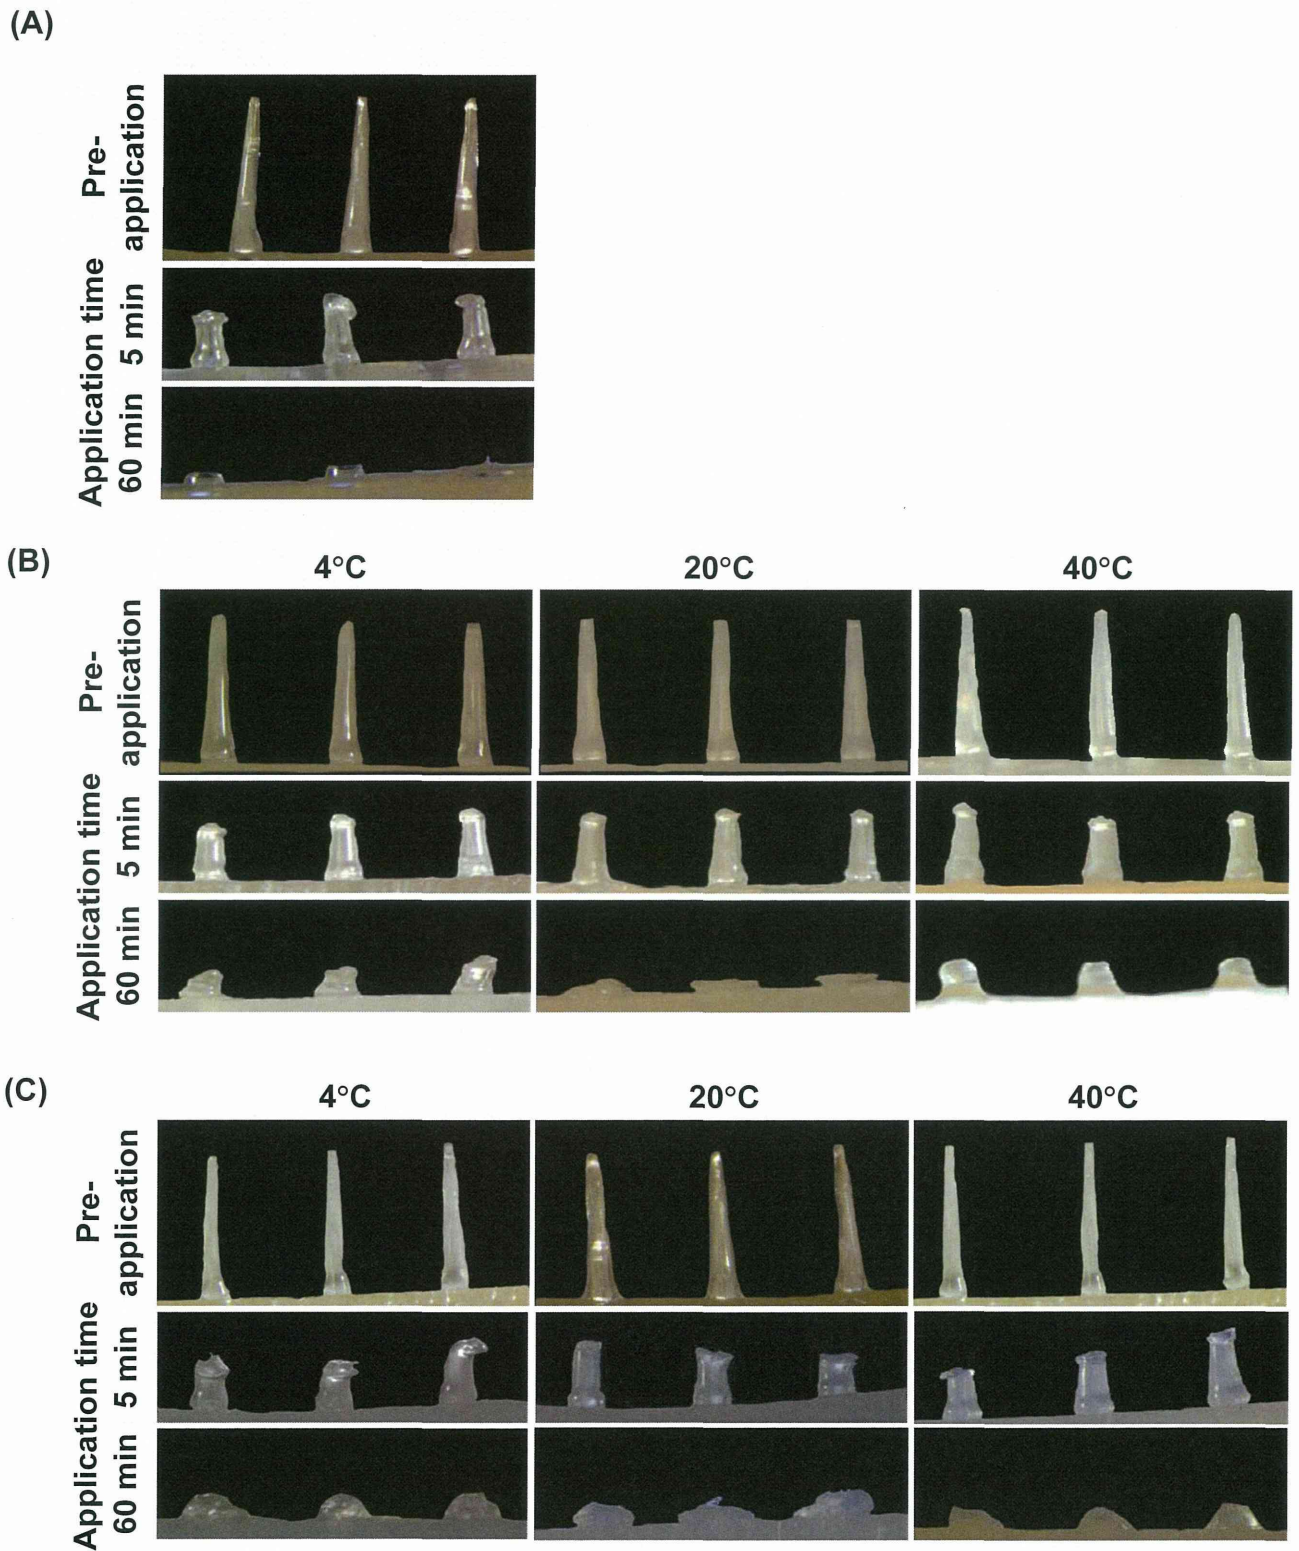 (A)
Pre-
application
Application time
5 min
60 min
(B)
4°C 20°C 40°C
Pre-
application
Application time
5 min
60 min
(C)
4°C 20°C 40°C
Pre-
application
Application time
5 min
60 min